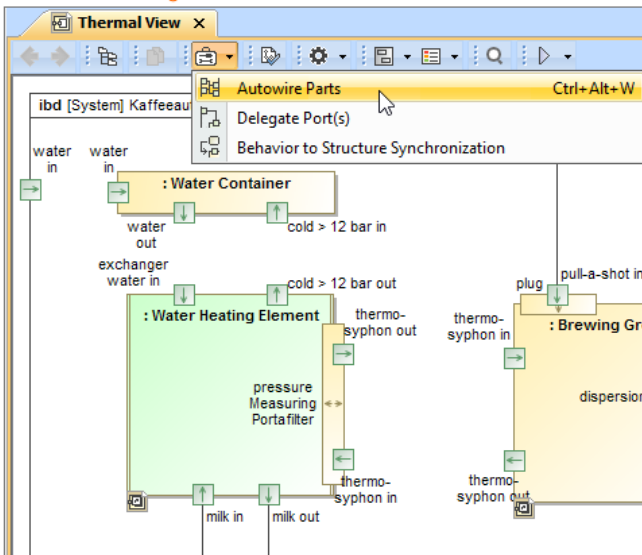 Thermal View
Autowire Parts Ctrl+Alt+W
Delegate Port(s)
Behavior to Structure Synchronization
ibd [System] Kaffeeau
water
in
water
in
: Water Container
water
out
cold > 12 bar in
exchanger
water in
cold > 12 bar out
: Water Heating Element
thermo-
syphon out
pressure
Measuring
Portafilter
thermo-
syphon in
milk in
milk out
plug
pull-a-shot in
thermo-
syphon in
: Brewing Gr
dispersion
thermo-
syphon out